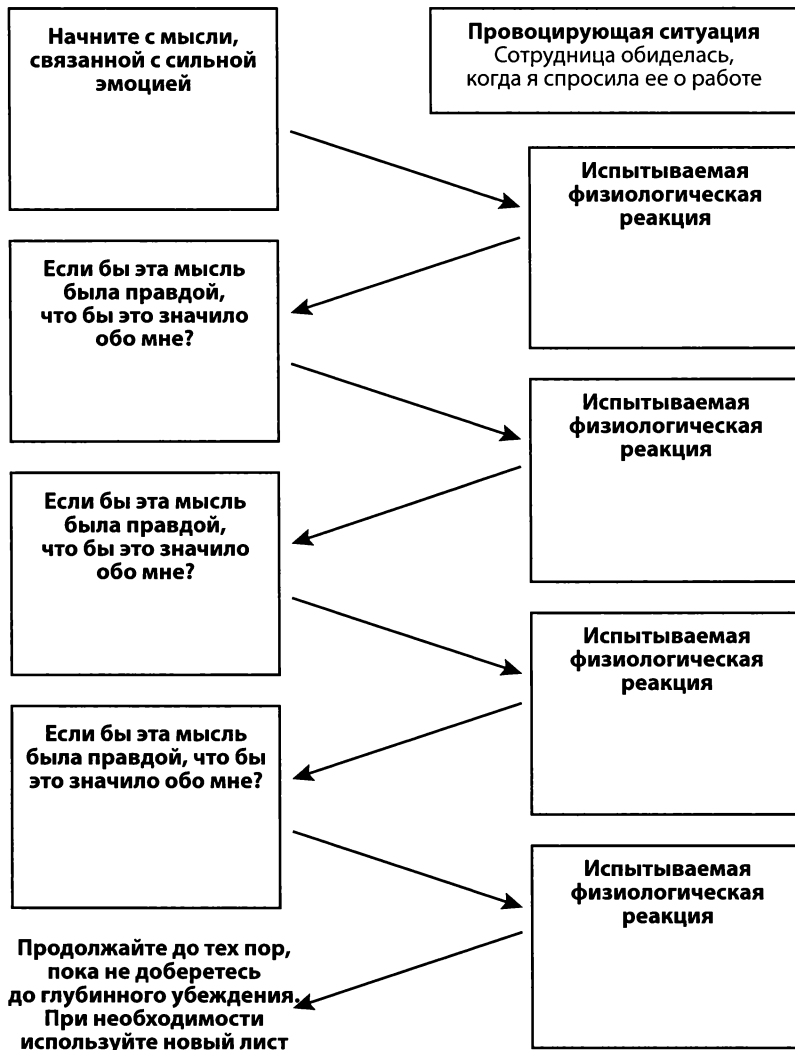 Начните с мысли,
связанной с сильной
эмоцией
Провоцирующая ситуация
Сотрудница обиделась,
когда я спросила ее о работе
Испытываемая
физиологическая
реакция
Если бы эта мысль
была правдой,
что бы это значило
обо мне?
Испытываемая
физиологическая
реакция
Если бы эта мысль
была правдой,
что бы это значило
обо мне?
Испытываемая
физиологическая
реакция
Если бы эта мысль
была правдой, что бы
это значило обо мне?
Испытываемая
физиологическая
реакция
Продолжайте до тех пор,
пока не доберетесь
до глубинного убеждения.
При необходимости
используйте новый лист